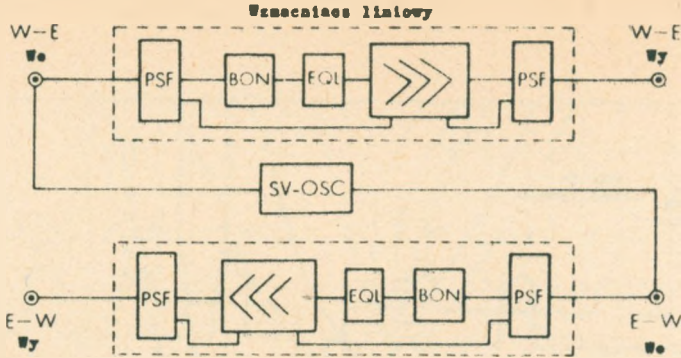 Wzmacniacz liniowy
W-E W-E
We Wy
PSF BON EQL PSF
SV-OSC
PSF EQL BON PSF
E-W E-W
Wy We